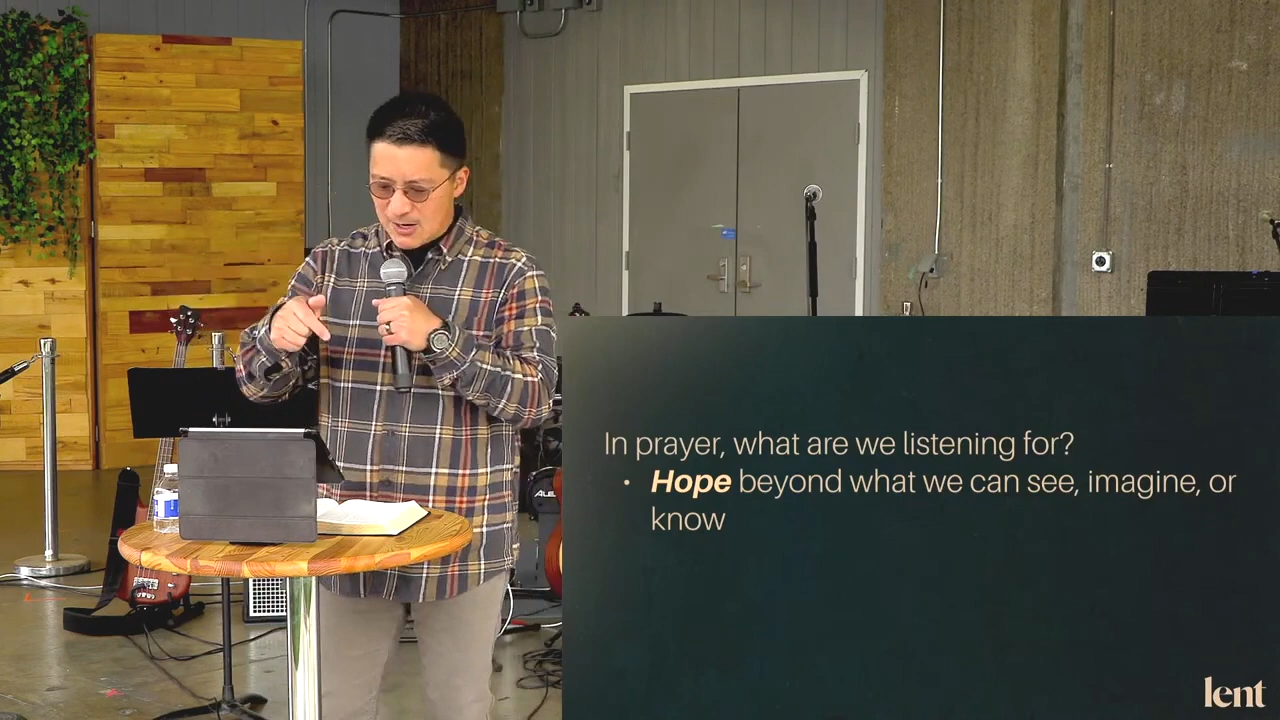 In prayer, what are we listening for?
• Hope beyond what we can see, imagine, or
know
lent